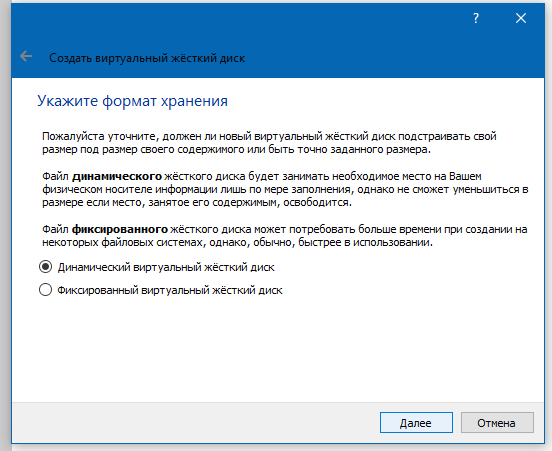 ?
Создать виртуальный жёсткий диск
Укажите формат хранения
Пожалуйста уточните, должен ли новый виртуальный жёсткий диск подстраивать свой
размер под размер своего содержимого или быть точно заданного размера.
Файл динамического жёсткого диска будет занимать необходимое место на Вашем
физическом носителе информации лишь по мере заполнения, однако не сможет уменьшиться в
размере если место, занятое его содержимым, освободится.
Файл фиксированного жёсткого диска может потребовать больше времени при создании на
некоторых файловых системах, однако, обычно, быстрее в использовании.
Динамический виртуальный жёсткий диск
Фиксированный виртуальный жёсткий диск
Далее
Отмена